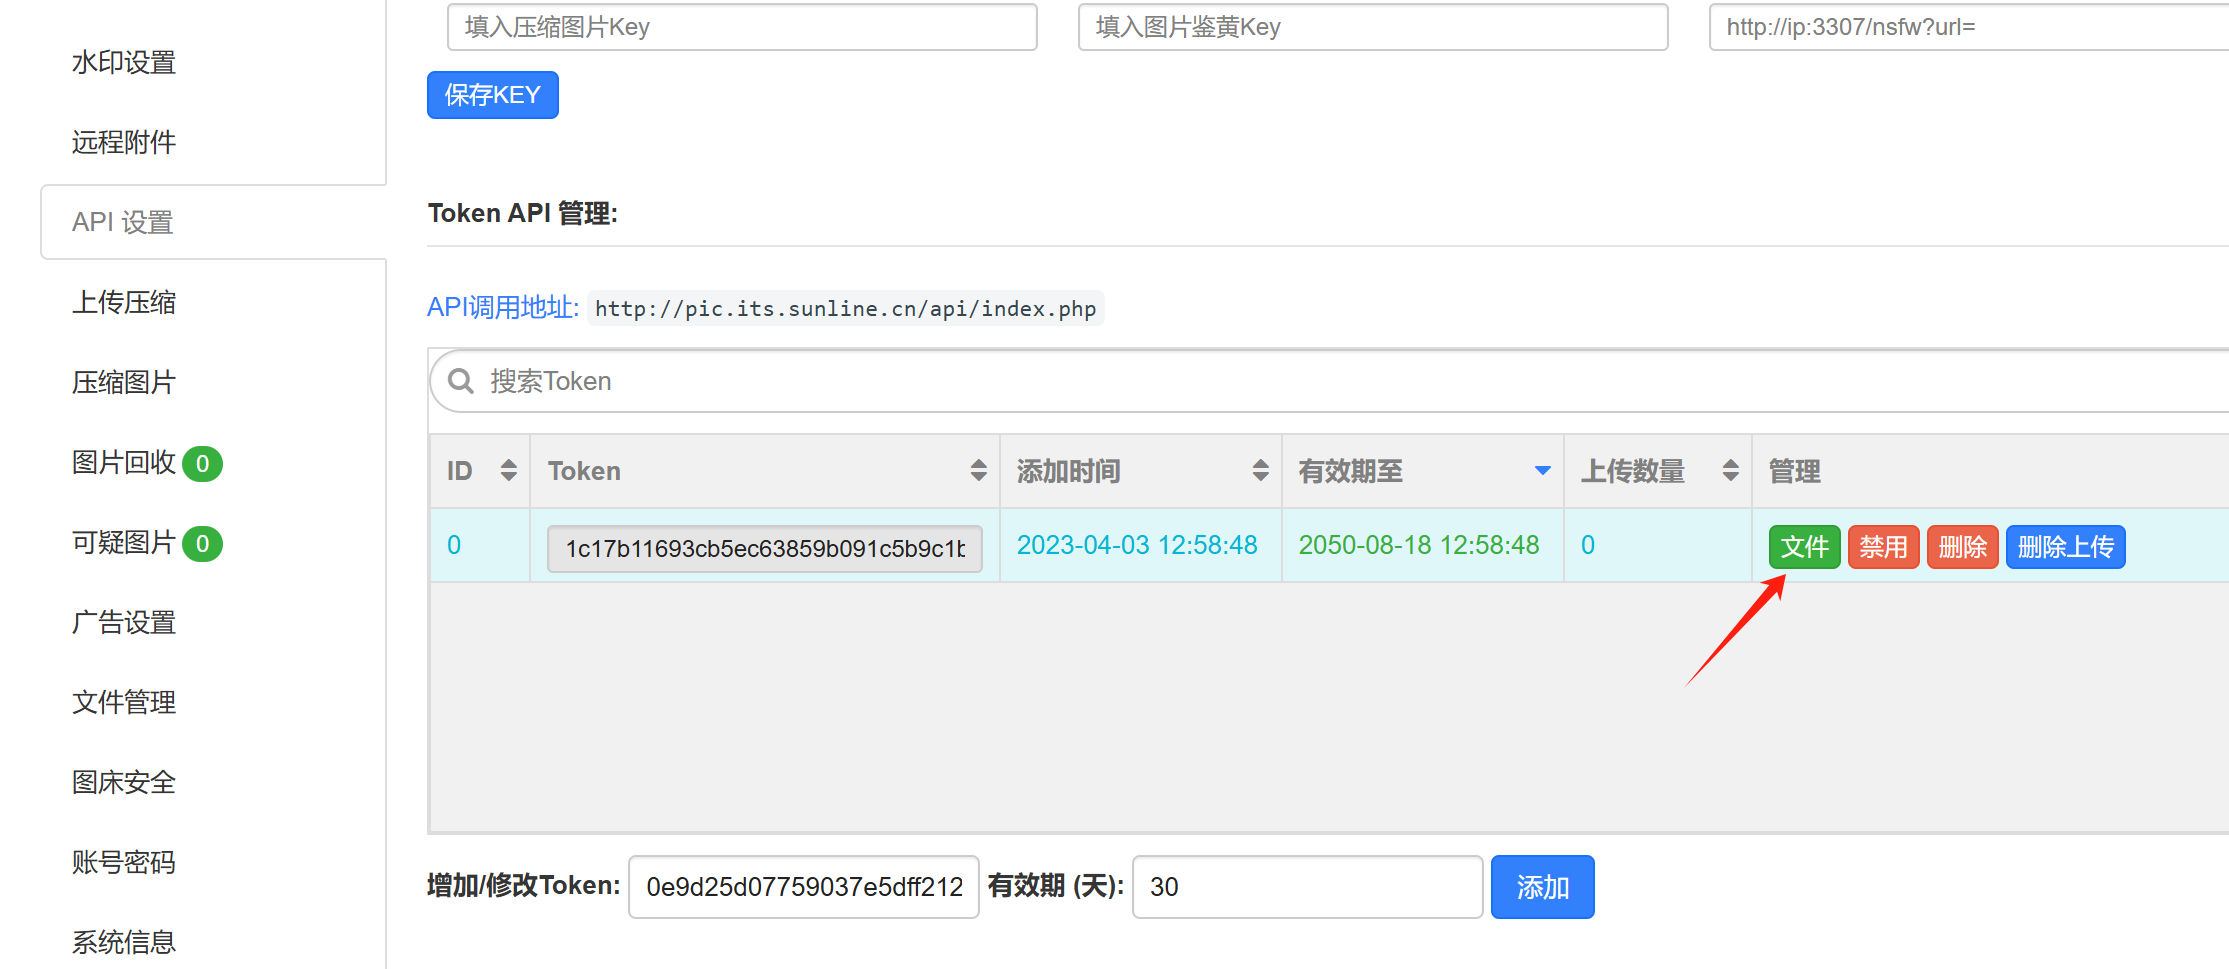 填入压缩图片Key
填入图片鉴黄Key
http://ip:3307/nsfw?url=
保存KEY
水印设置
远程附件
API 设置
上传压缩
压缩图片
图片回收 0
可疑图片 0
广告设置
文件管理
图床安全
账号密码
系统信息
Token API 管理:
API调用地址: http://pic.its.sunline.cn/api/index.php
搜索Token
ID Token 添加时间 有效期至 上传数量 管理
0 1c17b11693cb5ec63859b091c5b9c1b 2023-04-03 12:58:48 2050-08-18 12:58:48 0 文件 禁用 删除 删除上传
增加/修改Token: 0e9d25d07759037e5dff212 有效期 (天): 30 添加